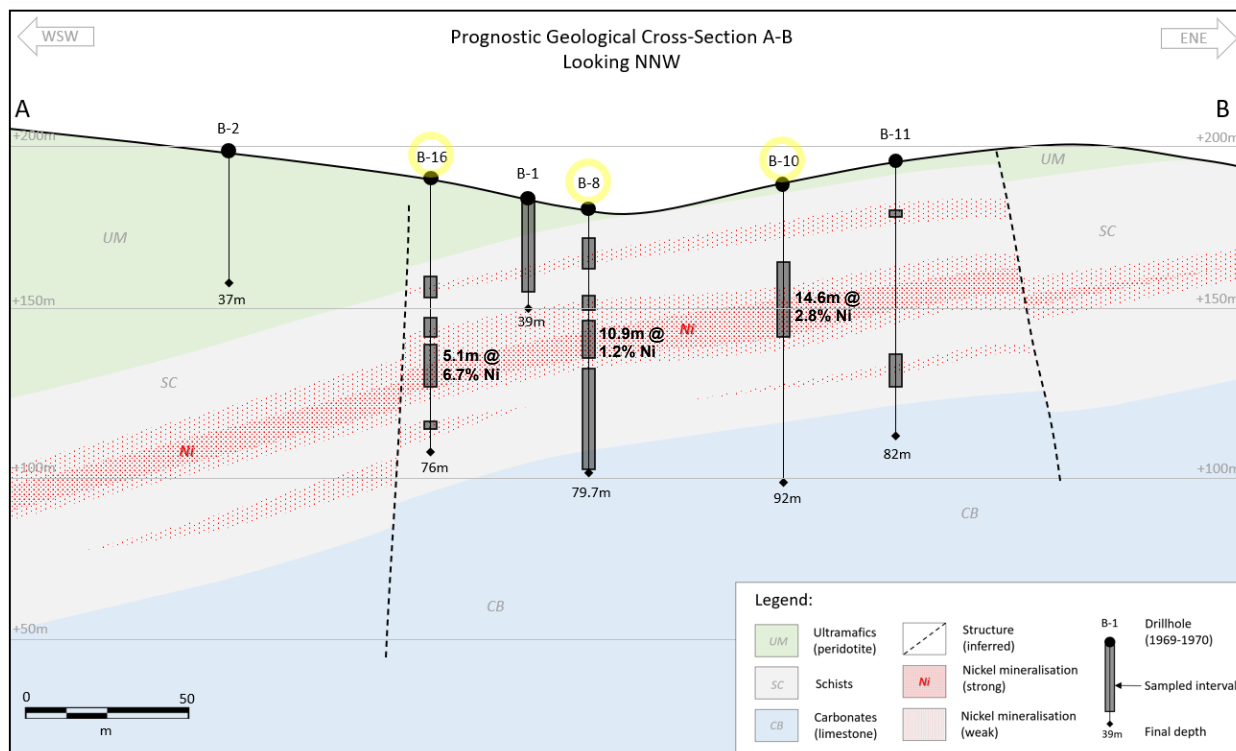 WSW
Prognostic Geological Cross-Section A-B
Looking NNW
ENE
A
B
+200m
+200m
B-2
B-16
B-1
B-8
B-10
B-11
UM
UM
SC
37m
+150m
39m
+150m
14.6m @
2.8% Ni
10.9m @
1.2% Ni
Ni
5.1m @
6.7% Ni
SC
Ni
76m
82m
+100m
79.7m
92m
+100m
CB
CB
+50m
0
50
m
Legend:
UM
Ultramafics
(peridotite)
Structure
(inferred)
B-1
Drillhole
(1969-1970)
SC
Schists
Ni
Nickel mineralisation
(strong)
Sampled interval
CB
Carbonates
(limestone)
Nickel mineralisation
(weak)
39m
Final depth